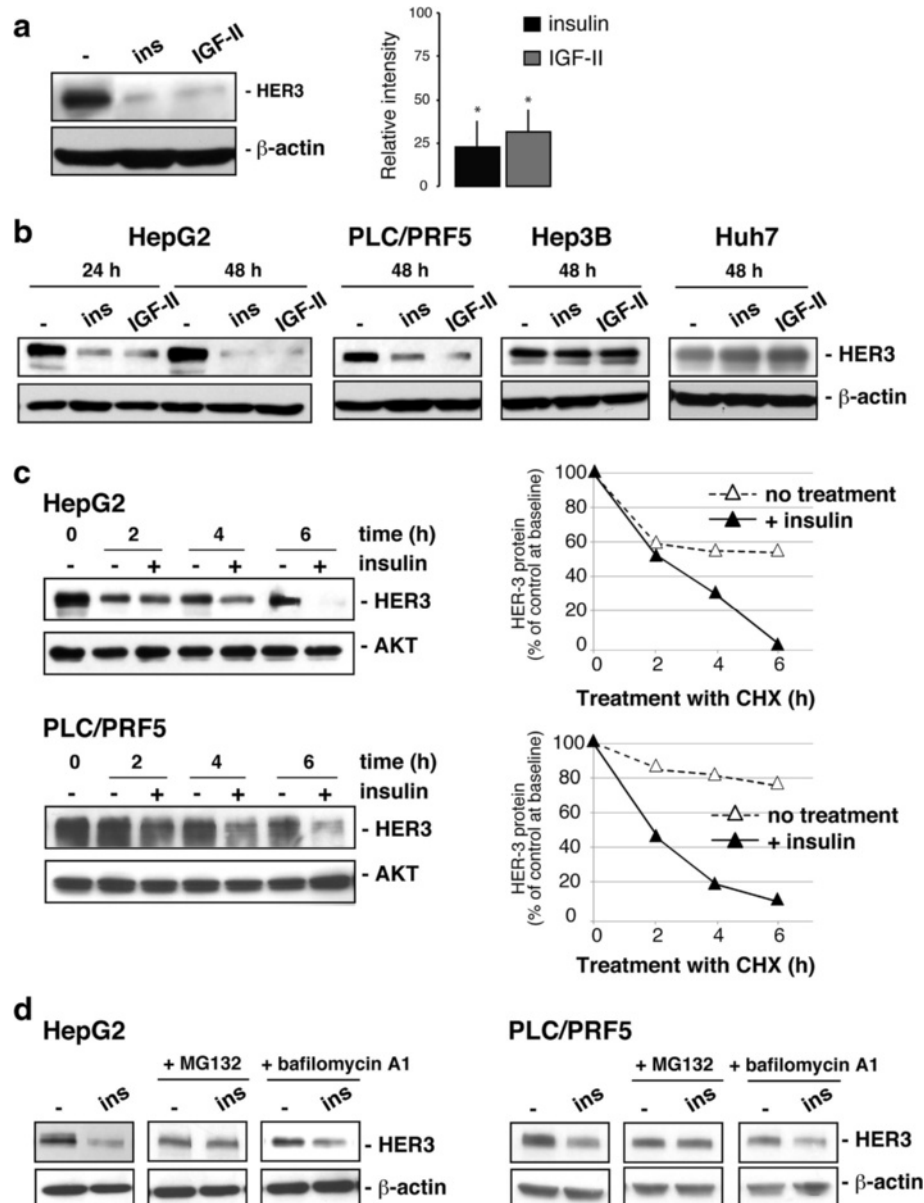 a
- ins IGF-II
- HER3
- β-actin
Relative intensity
100
50
25
0
* *
insulin
IGF-II
b
HepG2 PLC/PRF5 Hep3B Huh7
24 h 48 h 48 h 48 h 48 h
- ins IGF-II - ins IGF-II - ins IGF-II - ins IGF-II - ins IGF-II
- HER3
- β-actin
c
HepG2
0 2 4 6 time (h)
- - + - + - + insulin
- HER3
- AKT
HER-3 protein
(% of control at baseline)
100
80
60
40
20
0
0 2 4 6
no treatment
+ insulin
Treatment with CHX (h)
PLC/PRF5
0 2 4 6 time (h)
- - + - + - + insulin
- HER3
- AKT
HER-3 protein
(% of control at baseline)
100
80
60
40
20
0
0 2 4 6
no treatment
+ insulin
Treatment with CHX (h)
d
HepG2
+ MG132 + bafilomycin A1
- ins - ins - ins
- HER3
- β-actin
PLC/PRF5
+ MG132 + bafilomycin A1
- ins - ins - ins
- HER3
- β-actin